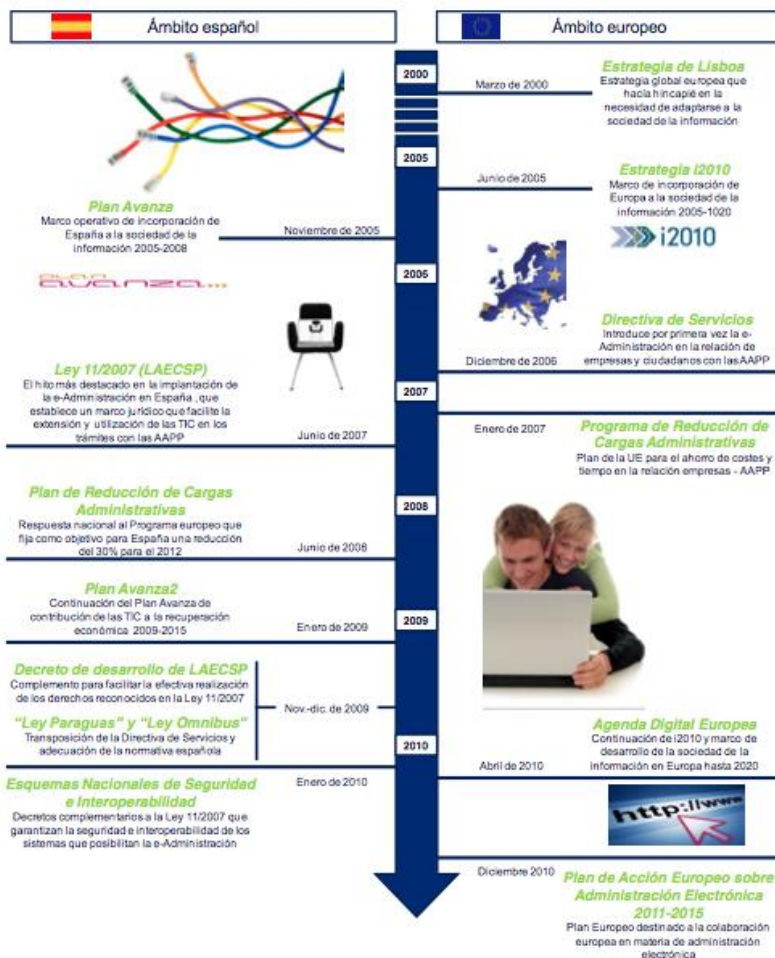 Ámbito español
Ámbito europeo
2000
Marzo de 2000
Estrategia de Lisboa
Estrategia global europea que
hacía hincapié en la
necesidad de adaptarse a la
sociedad de la información
2005
Junio de 2005
Estrategia i2010
Marco de incorporación de
Europa a la sociedad de la
información 2005-1020
i2010
Plan Avanza
Marco operativo de incorporación de
España a la sociedad de la
información 2005-2008
Noviembre de 2005
PLAN
avanza...
2006
Directiva de Servicios
Introduce por primera vez la e-
Administración en la relación de
empresas y ciudadanos con las AAPP
Diciembre de 2006
Ley 11/2007 (LAECSP)
El hito más destacado en la implantación de
la e-Administración en España , que
establece un marco jurídico que facilite la
extensión y utilización de las TIC en los
trámites con las AAPP
Junio de 2007
2007
Enero de 2007
Programa de Reducción de
Cargas Administrativas
Plan de la UE para el ahorro de costes y
tiempo en la relación empresas - AAPP
Plan de Reducción de Cargas
Administrativas
Respuesta nacional al Programa europeo que
fija como objetivo para España una reducción
del 30% para el 2012
Junio de 2008
2008
Plan Avanza2
Continuación del Plan Avanza de
contribución de las TIC a la recuperación
económica 2009-2015
Enero de 2009
2009
Decreto de desarrollo de LAECSP
Complemento para facilitar la efectiva realización
de los derechos reconocidos en la Ley 11/2007
Nov.-dic. de 2009
"Ley Paraguas" y "Ley Omnibus"
Transposición de la Directiva de Servicios y
adecuación de la normativa española
2010
Agenda Digital Europea
Continuación de i2010 y marco de
desarrollo de la sociedad de la
información en Europa hasta 2020
Abril de 2010
Esquemas Nacionales de Seguridad
e Interoperabilidad
Decretos complementarios a la Ley 11/2007 que
garantizan la seguridad e interoperabilidad de los
sistemas que posibilitan la e-Administración
Enero de 2010
http://www
Diciembre 2010
Plan de Acción Europeo sobre
Administración Electrónica
2011-2015
Plan Europeo destinado a la colaboración
europea en materia de administración
electrónica